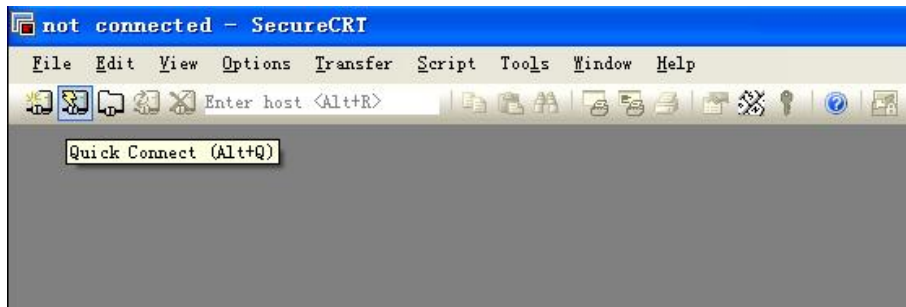 not connected - SecureCRT
File Edit View Options Transfer Script Tools Window Help
Enter host <Alt+R>
Quick Connect (Alt+Q)